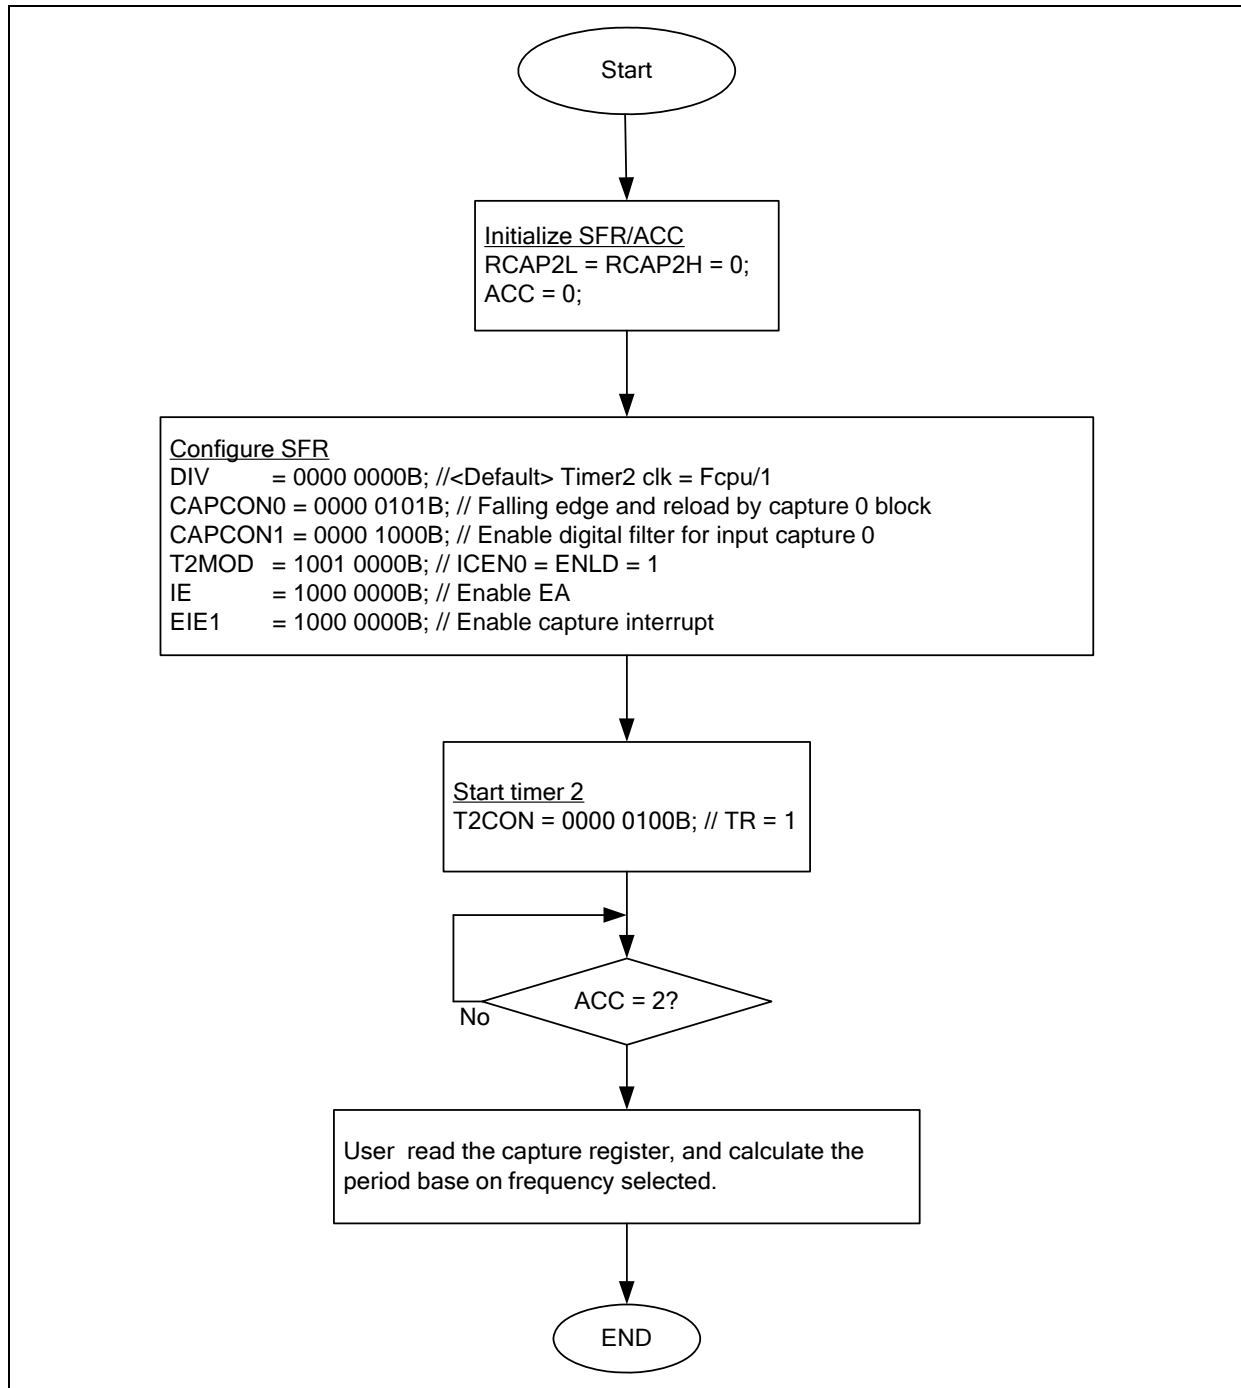 Start
Initialize SFR/ACC
RCAP2L = RCAP2H = 0;
ACC = 0;
Configure SFR
DIV = 0000 0000B; //<Default> Timer2 clk = Fcpu/1
CAPCON0 = 0000 0101B; // Falling edge and reload by capture 0 block
CAPCON1 = 0000 1000B; // Enable digital filter for input capture 0
T2MOD = 1001 0000B; // ICEN0 = ENLD = 1
IE = 1000 0000B; // Enable EA
EIE1 = 1000 0000B; // Enable capture interrupt
Start timer 2
T2CON = 0000 0100B; // TR = 1
ACC = 2?
No
User read the capture register, and calculate the
period base on frequency selected.
END